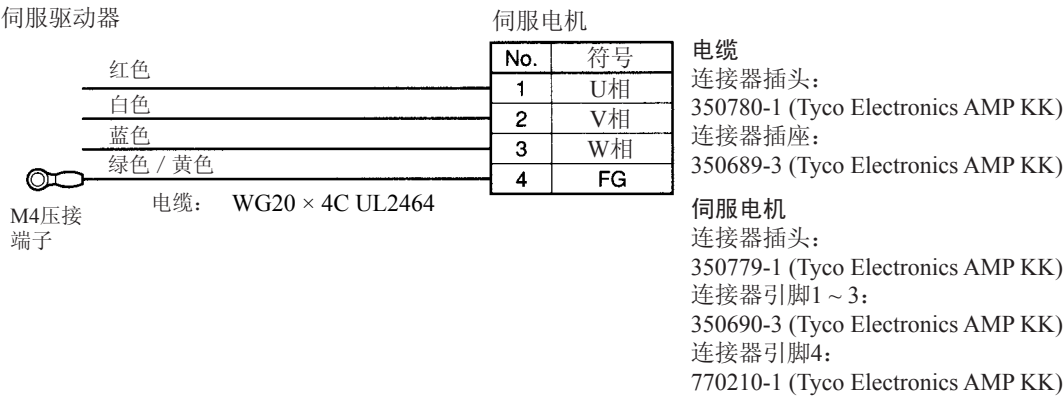 伺服驱动器
伺服电机
No. 符号
红色
1 U相
白色
2 V相
蓝色
3 W相
绿色 / 黄色
4 FG
M4压接
端子
电缆: WG20 × 4C UL2464
电缆
连接器插头:
350780-1 (Tyco Electronics AMP KK)
连接器插座:
350689-3 (Tyco Electronics AMP KK)
伺服电机
连接器插头:
350779-1 (Tyco Electronics AMP KK)
连接器引脚1 ~ 3:
350690-3 (Tyco Electronics AMP KK)
连接器引脚4:
770210-1 (Tyco Electronics AMP KK)